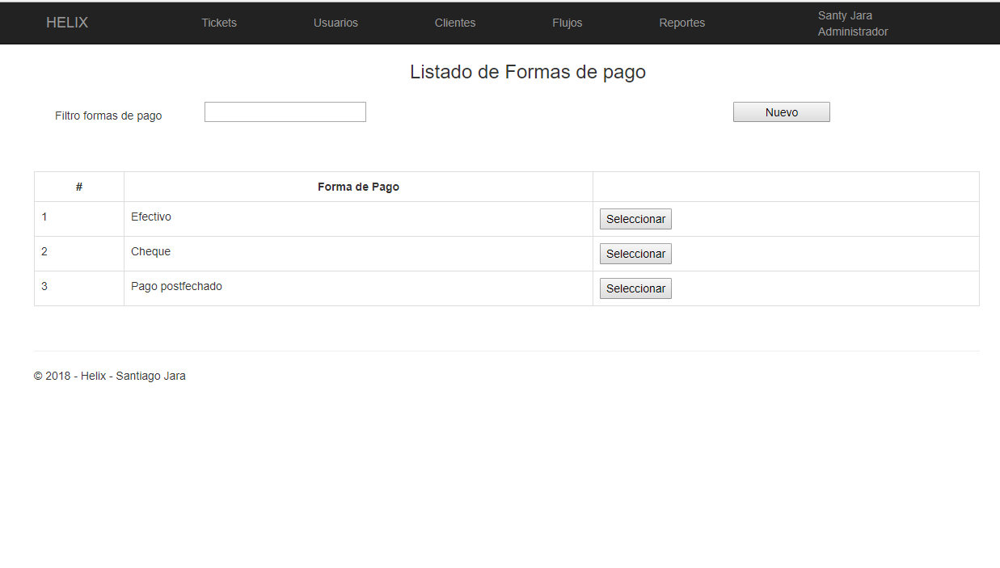 HELIX Tickets Usuarios Clientes Flujos Reportes Santy Jara
Administrador
Listado de Formas de pago
Filtro formas de pago Nuevo
# Forma de Pago
1 Efectivo Seleccionar
2 Cheque Seleccionar
3 Pago postfechado Seleccionar
© 2018 - Helix - Santiago Jara